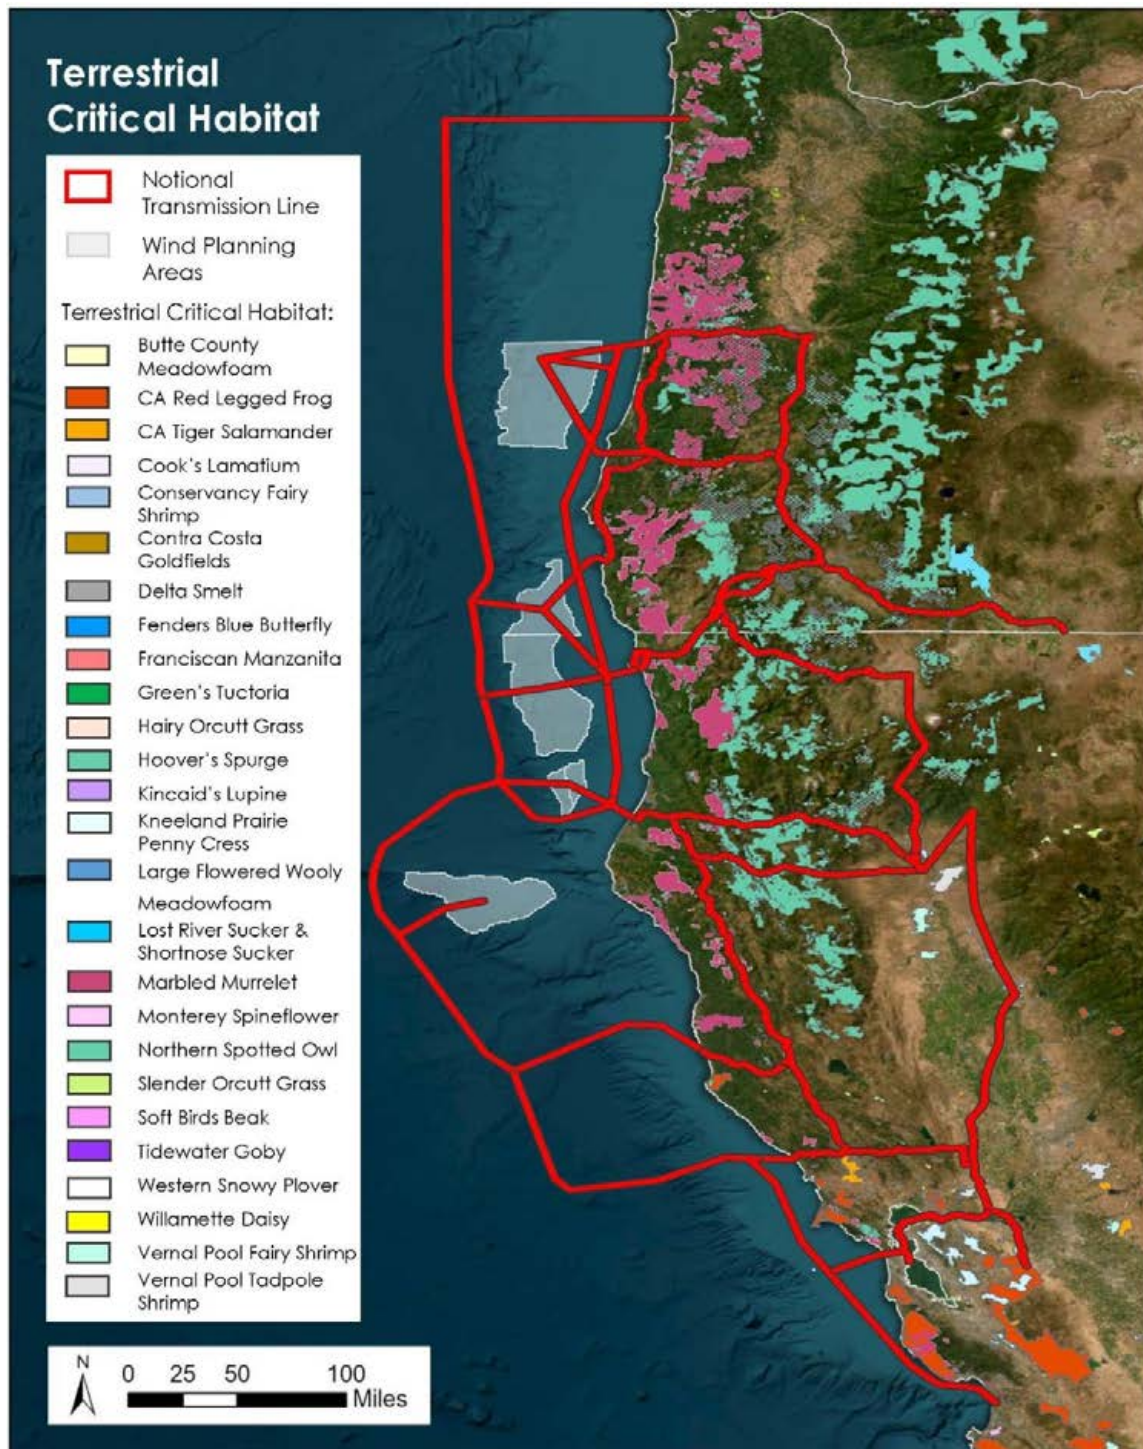 Terrestrial
Critical Habitat
Notional
Transmission Line
Wind Planning
Areas
Terrestrial Critical Habitat:
Butte County
Meadowfoam
CA Red Legged Frog
CA Tiger Salamander
Cook's Lamatium
Conservancy Fairy
Shrimp
Contra Costa
Goldfields
Delta Smelt
Fenders Blue Butterfly
Franciscan Manzanita
Green's Tuctoria
Hairy Orcutt Grass
Hoover's Spurge
Kincaid's Lupine
Kneeland Prairie
Penny Cress
Large Flowered Wooly
Meadowfoam
Lost River Sucker &
Shortnose Sucker
Marbled Murrelet
Monterey Spineflower
Northern Spotted Owl
Slender Orcutt Grass
Soft Birds Beak
Tidewater Goby
Western Snowy Plover
Willamette Daisy
Vernal Pool Fairy Shrimp
Vernal Pool Tadpole
Shrimp
N
0 25 50 100
Miles